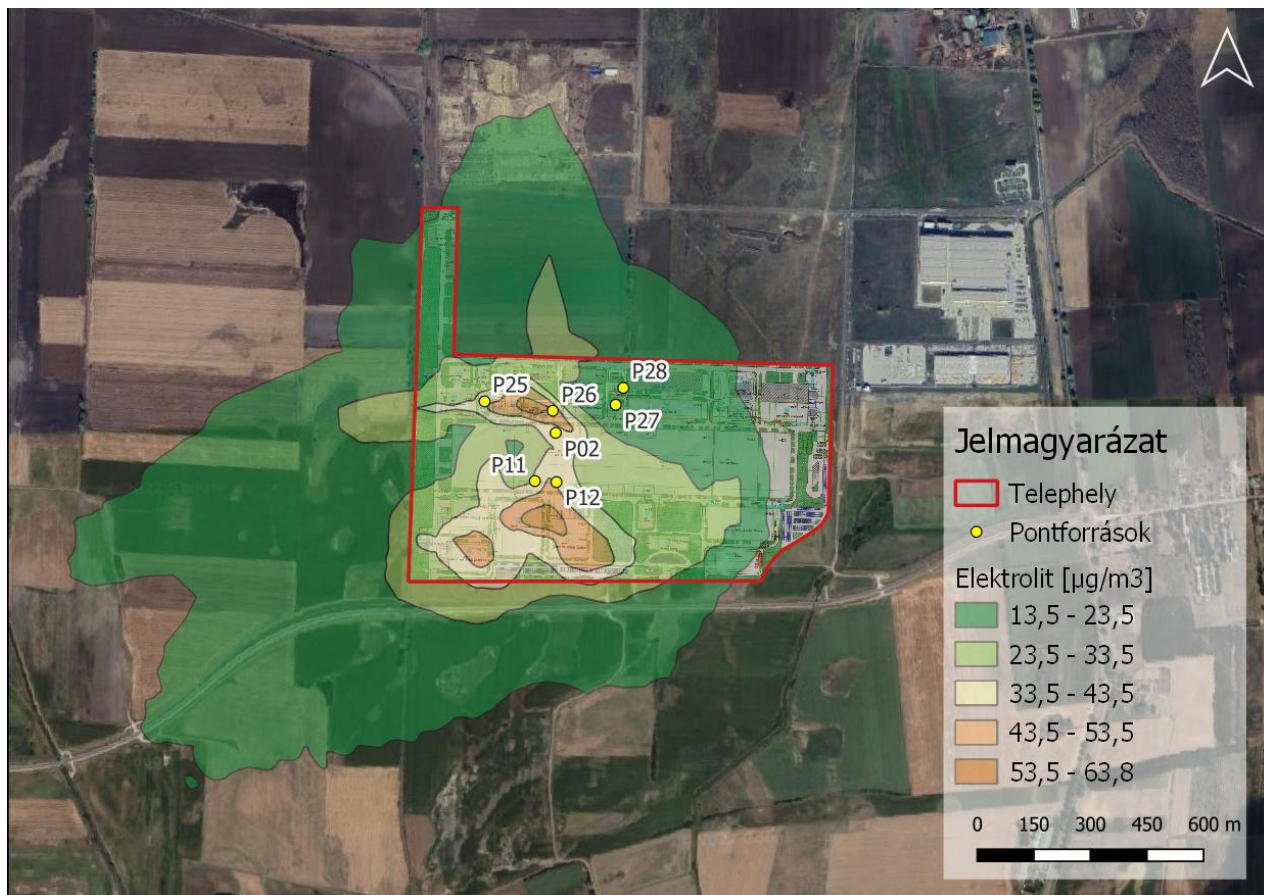 P28
P25
P26
P27
P02
P11
P12
Jelmagyarázat
Telephely
Pontforrások
Elektrolit [µg/m3]
13,5 - 23,5
23,5 - 33,5
33,5 - 43,5
43,5 - 53,5
53,5 - 63,8
0 150 300 450 600 m